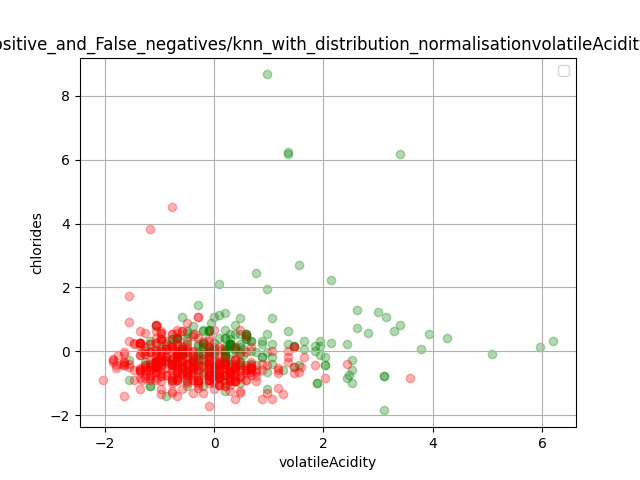 ositive_and_False_negatives/knn_with_distribution_normalisationvolatileAcidit
8
6
4
2
0
−2
−2 0 2 4 6
chlorides
volatileAcidity